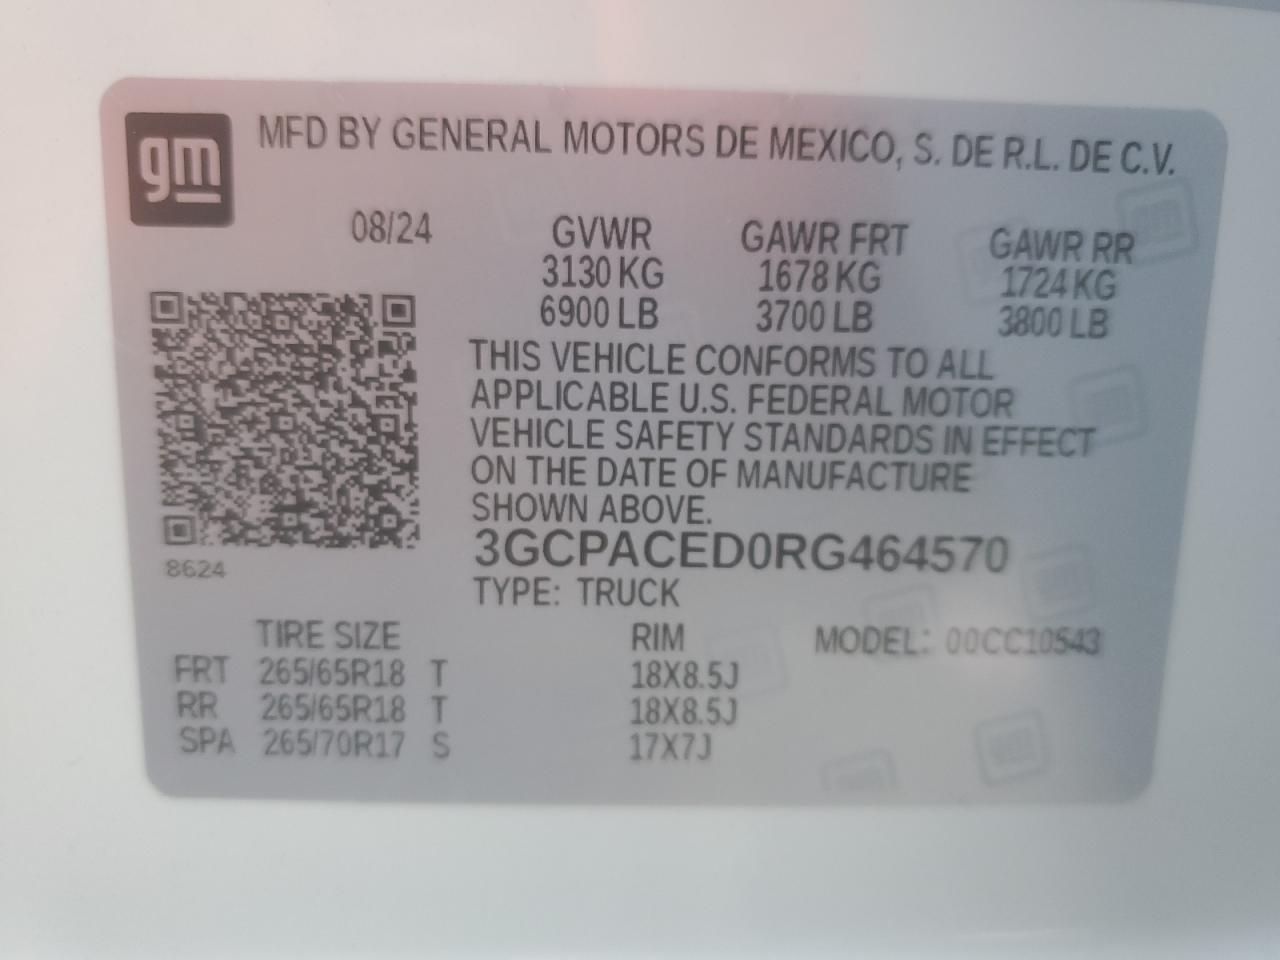 gm
MFD BY GENERAL MOTORS DE MEXICO, S. DE R.L. DE C.V.
08/24 GVWR GAWR FRT GAWR RR
3130 KG 1678 KG 1724 KG
6900 LB 3700 LB 3800 LB
THIS VEHICLE CONFORMS TO ALL
APPLICABLE U.S. FEDERAL MOTOR
VEHICLE SAFETY STANDARDS IN EFFECT
ON THE DATE OF MANUFACTURE
SHOWN ABOVE.
3GCPACED0RG464570
8624
TYPE: TRUCK
TIRE SIZE RIM MODEL: 00CC10543
FRT 265/65R18 T 18X8.5J
RR 265/65R18 T 18X8.5J
SPA 265/70R17 S 17X7J